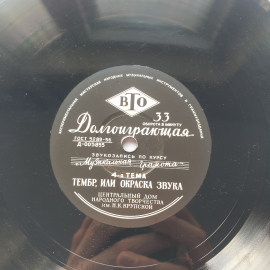 ВТО
33
ОБОРОТА В МИНУТУ
Долгоиграющая
ГОСТ 5289-56
Д-005855
ЗВУКОЗАПИСЬ ПО КУРСУ
«Музыкальная грамота»
4-я ТЕМА
ТЕМБР, ИЛИ ОКРАСКА ЗВУКА
ЦЕНТРАЛЬНЫЙ ДОМ
НАРОДНОГО ТВОРЧЕСТВА
им. Н.К. КРУПСКОЙ